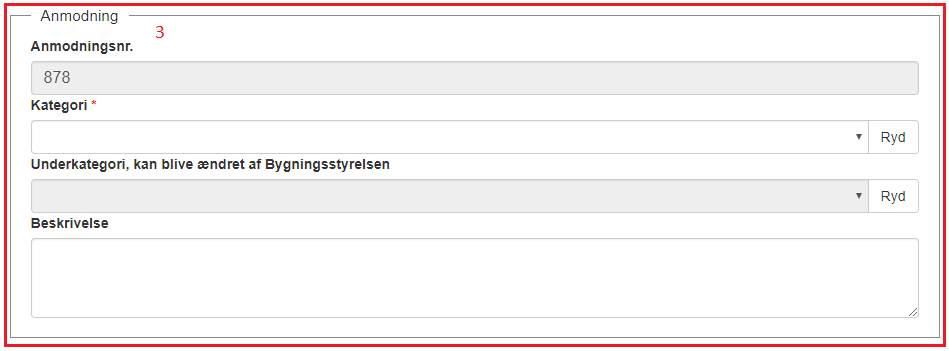 Anmodning
3
Anmodningsnr.
878
Kategori *
Ryd
Underkategori, kan blive ændret af Bygningsstyrelsen
Ryd
Beskrivelse